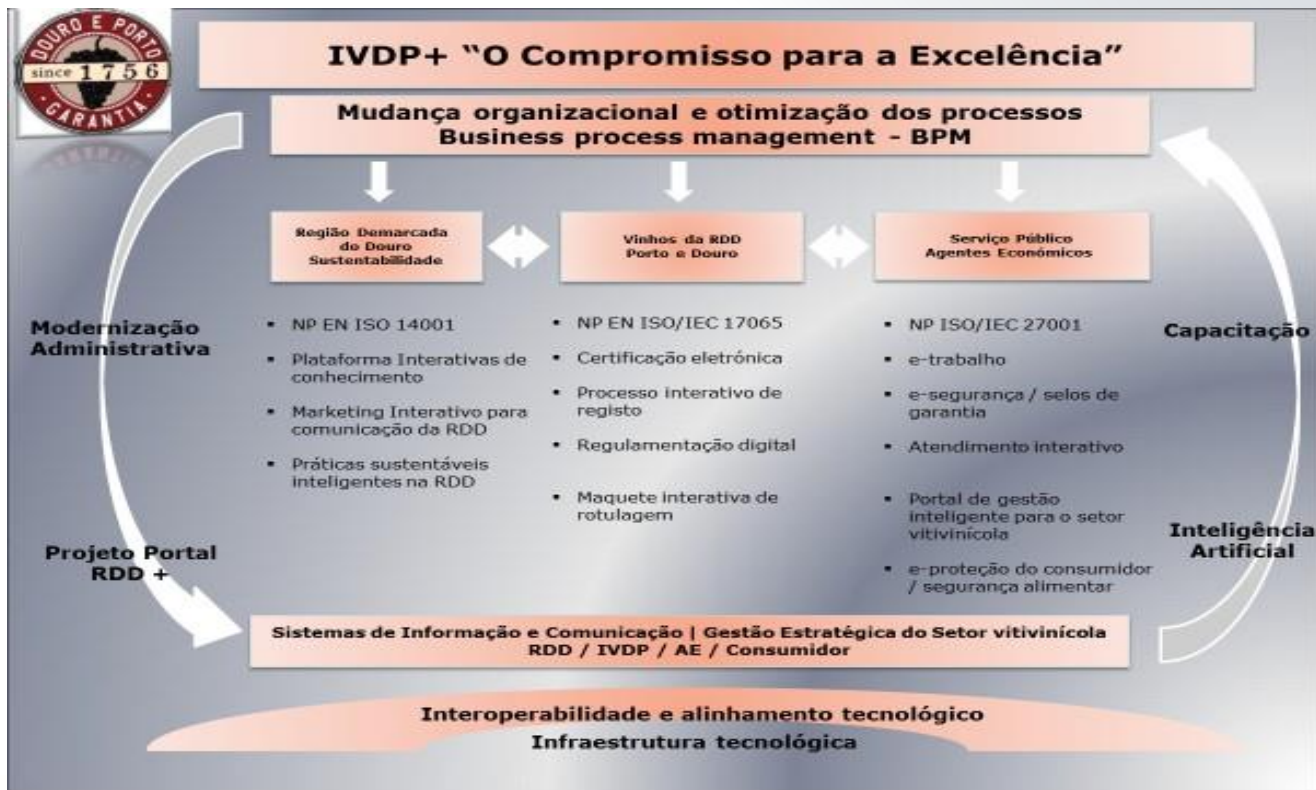 DOURO E PORTO
since 1756
GARANTIA
IVDP+ “O Compromisso para a Excelência”
Mudança organizacional e otimização dos processos
Business process management - BPM
Região Demarcada
do Douro
Sustentabilidade
Vinhos da RDD
Porto e Douro
Serviço Público
Agentes Económicos
Modernização
Administrativa
Projeto Portal
RDD +
▪ NP EN ISO 14001
▪ Plataforma Interativas de
conhecimento
▪ Marketing Interativo para
comunicação da RDD
▪ Práticas sustentáveis
inteligentes na RDD
▪ NP EN ISO/IEC 17065
▪ Certificação eletrónica
▪ Processo interativo de
registo
▪ Regulamentação digital
▪ Maquete interativa de
rotulagem
▪ NP ISO/IEC 27001
▪ e-trabalho
▪ e-segurança / selos de
garantia
▪ Atendimento interativo
▪ Portal de gestão
inteligente para o setor
vitivinícola
▪ e-proteção do consumidor
/ segurança alimentar
Capacitação
Inteligência
Artificial
Sistemas de Informação e Comunicação | Gestão Estratégica do Setor vitivinícola
RDD / IVDP / AE / Consumidor
Interoperabilidade e alinhamento tecnológico
Infraestrutura tecnológica